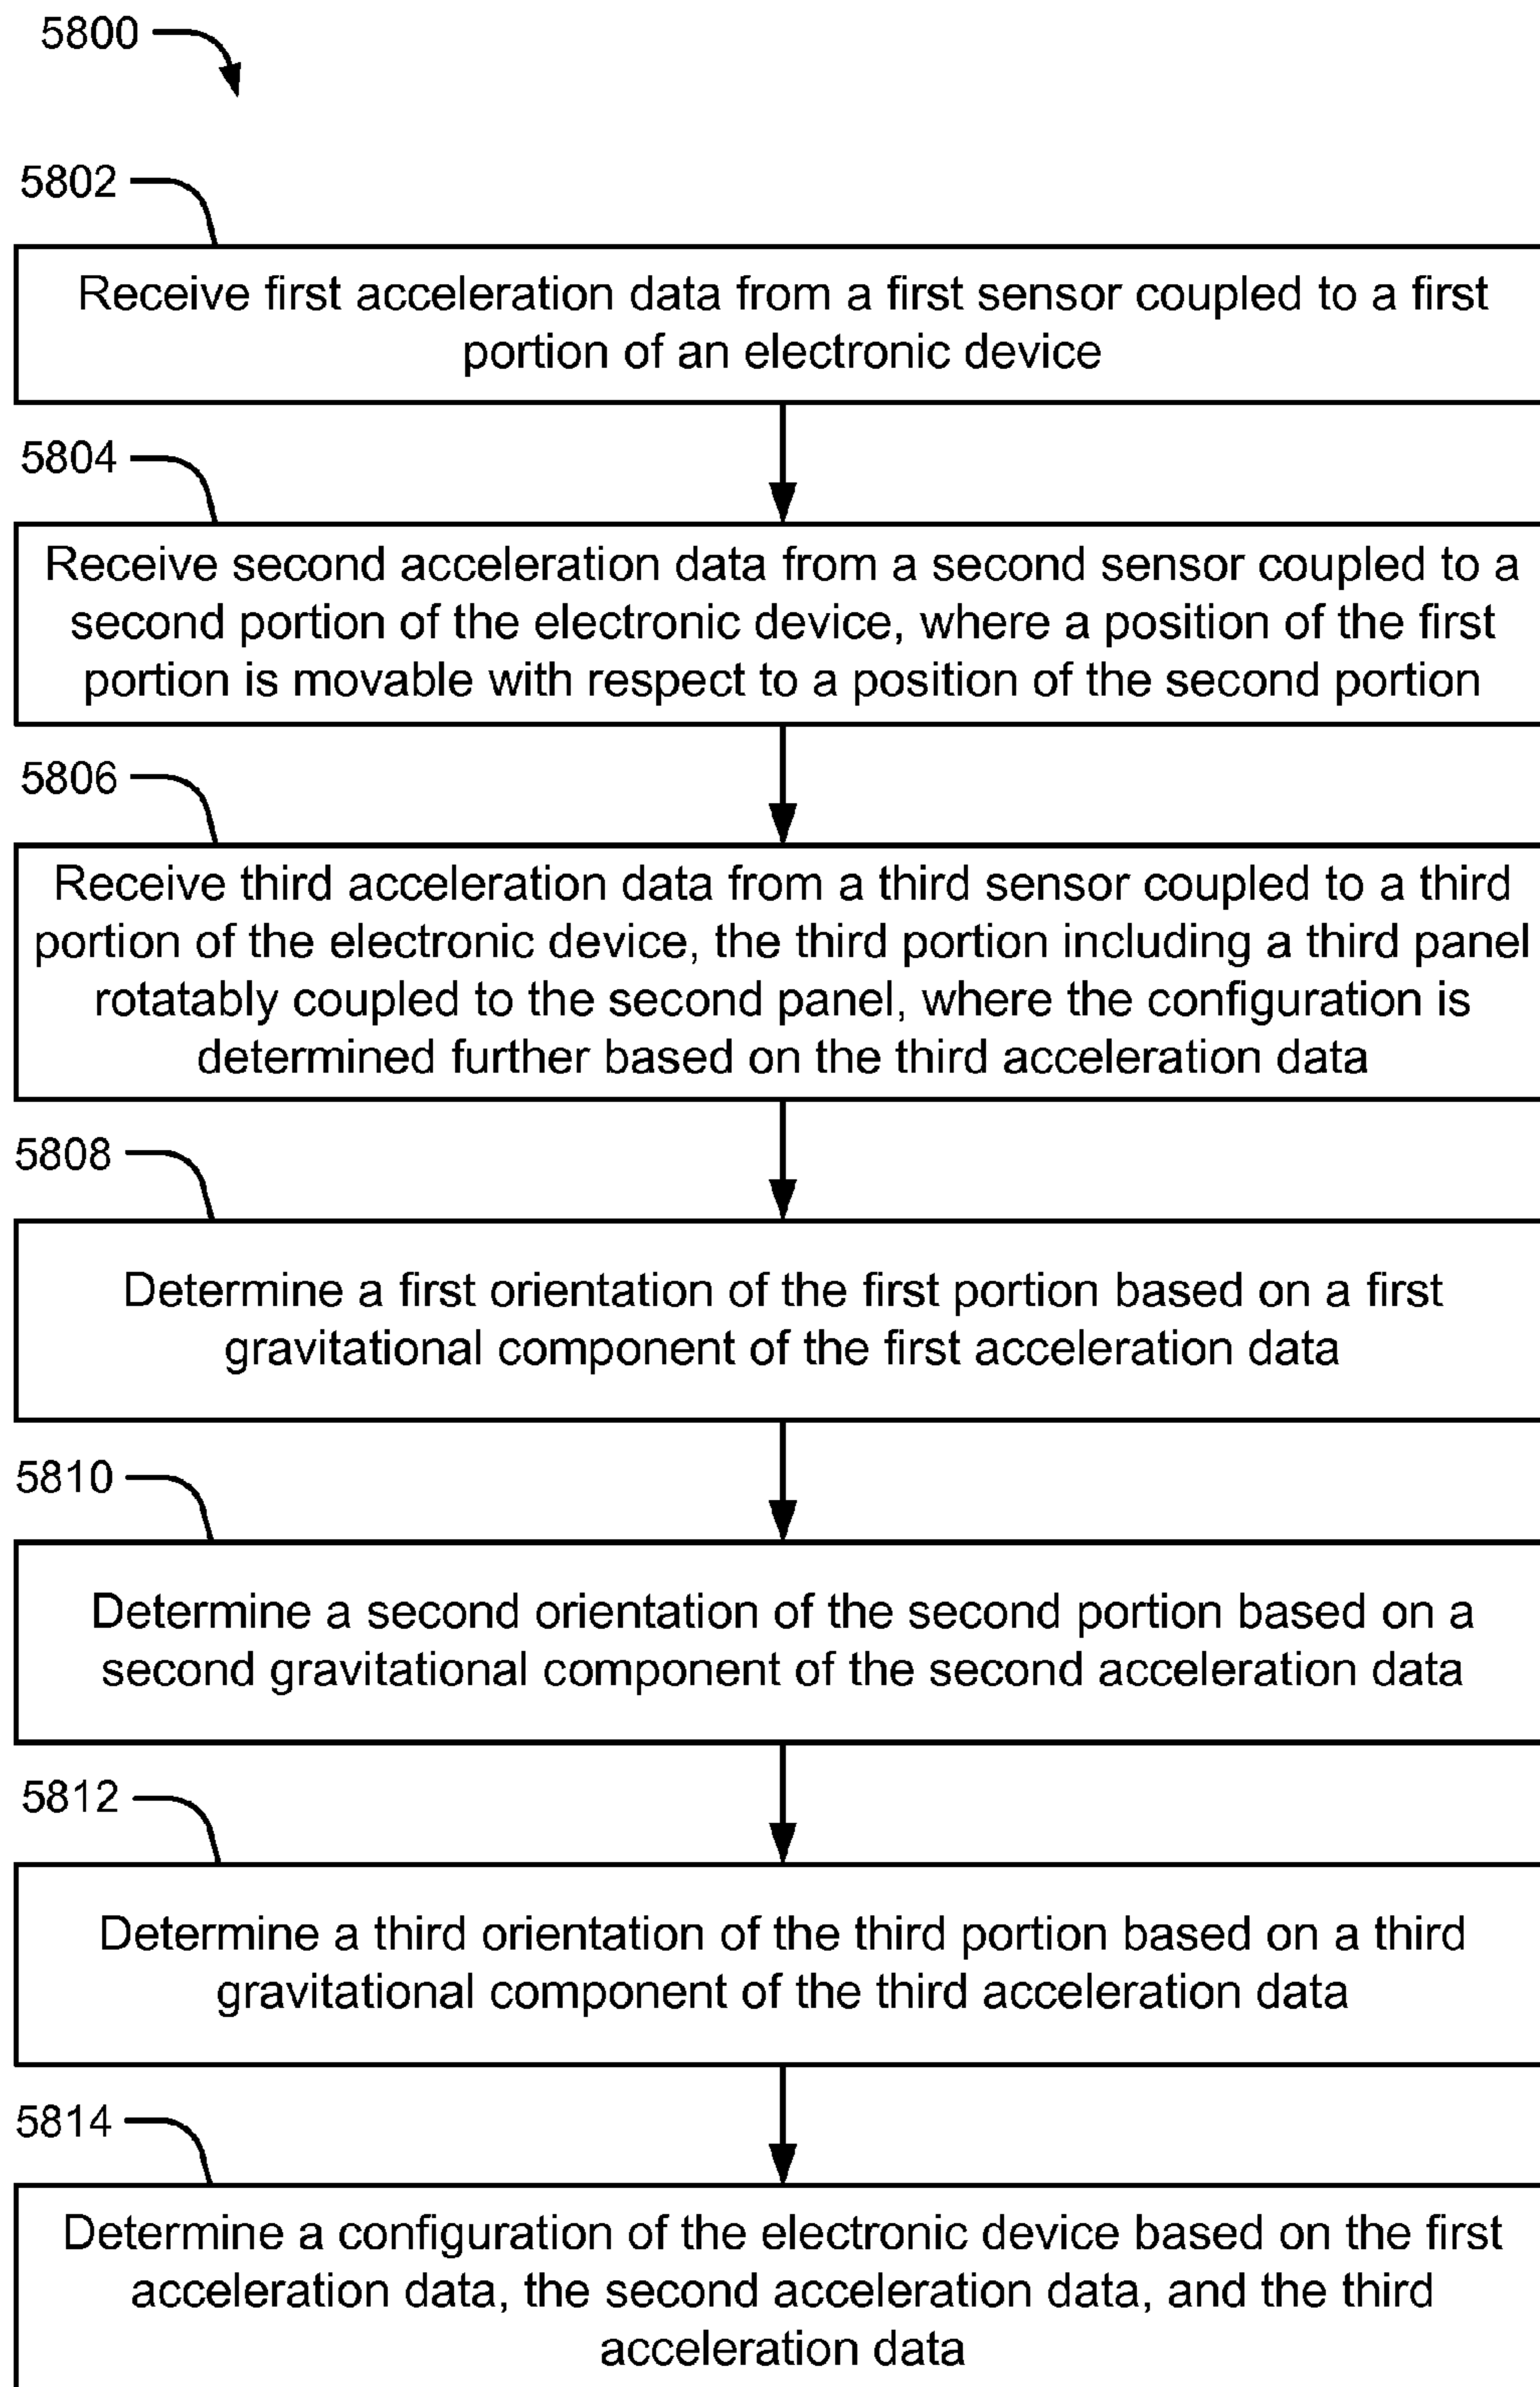 5800
5802
Receive first acceleration data from a first sensor coupled to a first
portion of an electronic device
5804
Receive second acceleration data from a second sensor coupled to a
second portion of the electronic device, where a position of the first
portion is movable with respect to a position of the second portion
5806
Receive third acceleration data from a third sensor coupled to a third
portion of the electronic device, the third portion including a third panel
rotatably coupled to the second panel, where the configuration is
determined further based on the third acceleration data
5808
Determine a first orientation of the first portion based on a first
gravitational component of the first acceleration data
5810
Determine a second orientation of the second portion based on a
second gravitational component of the second acceleration data
5812
Determine a third orientation of the third portion based on a third
gravitational component of the third acceleration data
5814
Determine a configuration of the electronic device based on the first
acceleration data, the second acceleration data, and the third
acceleration data